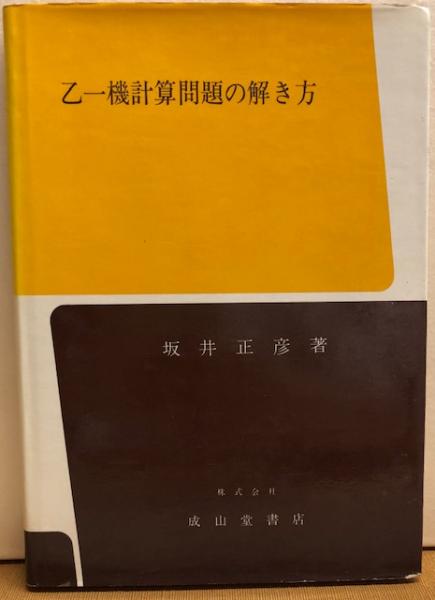 乙一機計算問題の解き方
坂井正彦著
株式会社
成山堂書店